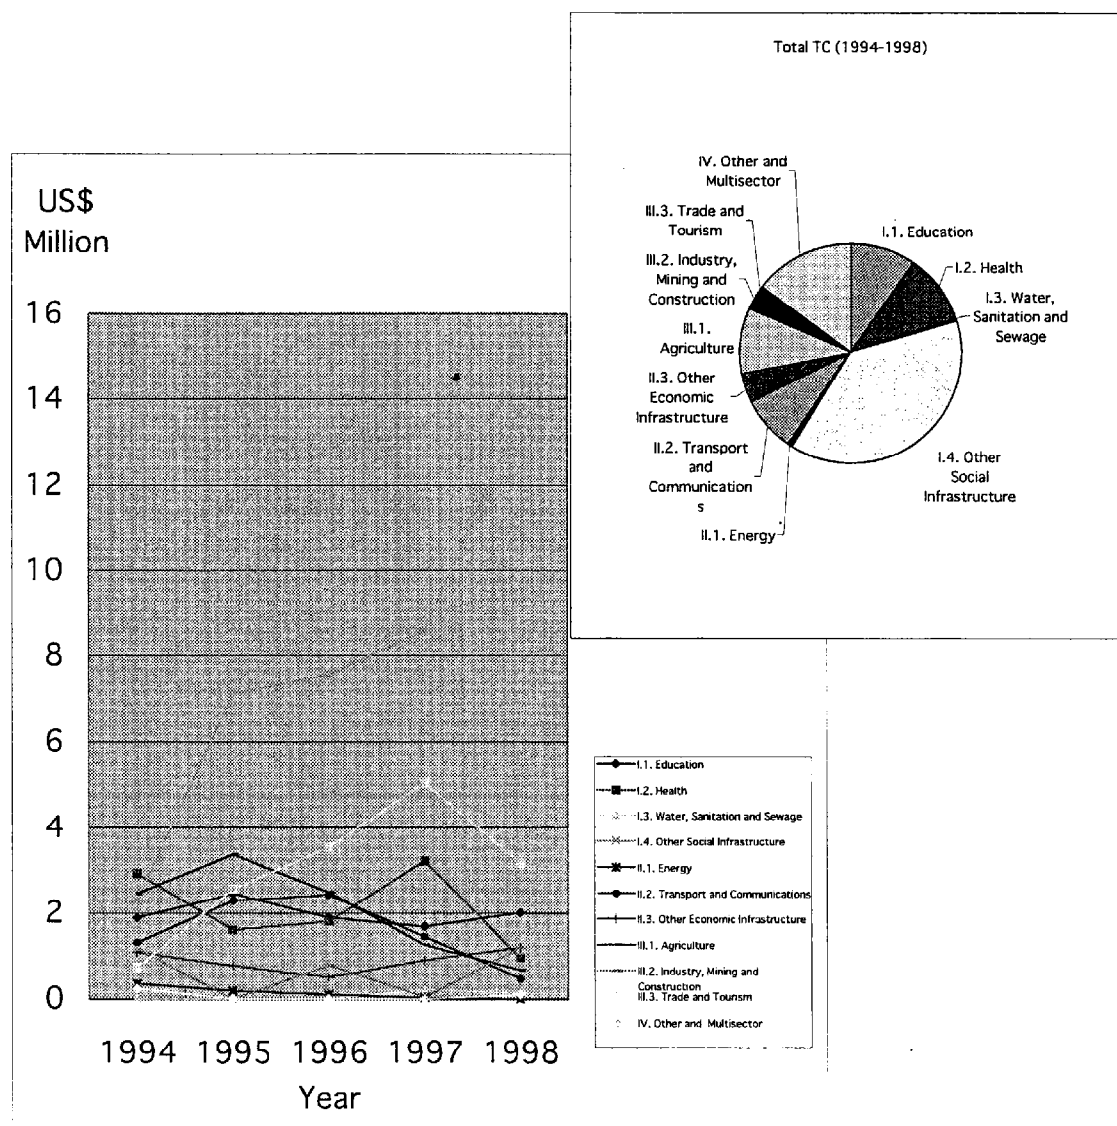 Total TC (1994-1998)
IV. Other and
Multisector
III.3. Trade and
Tourism
III.2. Industry,
Mining and
Construction
III.1.
Agriculture
II.3. Other
Economic
Infrastructure
II.2. Transport
and
Communication
s
II.1. Energy
I.1. Education
I.2. Health
I.3. Water,
Sanitation and
Sewage
I.4. Other
Social
Infrastructure
US$
Million
16
14
12
10
8
6
4
2
0
1994 1995 1996 1997 1998
Year
I.1. Education
I.2. Health
I.3. Water, Sanitation and Sewage
I.4. Other Social Infrastructure
II.1. Energy
II.2. Transport and Communications
II.3. Other Economic Infrastructure
III.1. Agriculture
III.2. Industry, Mining and
Construction
III.3. Trade and Tourism
IV. Other and Multisector